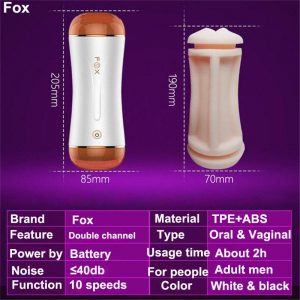 Fox
205mm
190mm
FOX
85mm
70mm
Brand Fox Material TPE+ABS
Feature Double channel Type Oral & Vaginal
Power by Battery Usage time About 2h
Noise ≤40db For people Adult men
Function 10 speeds Color White & black